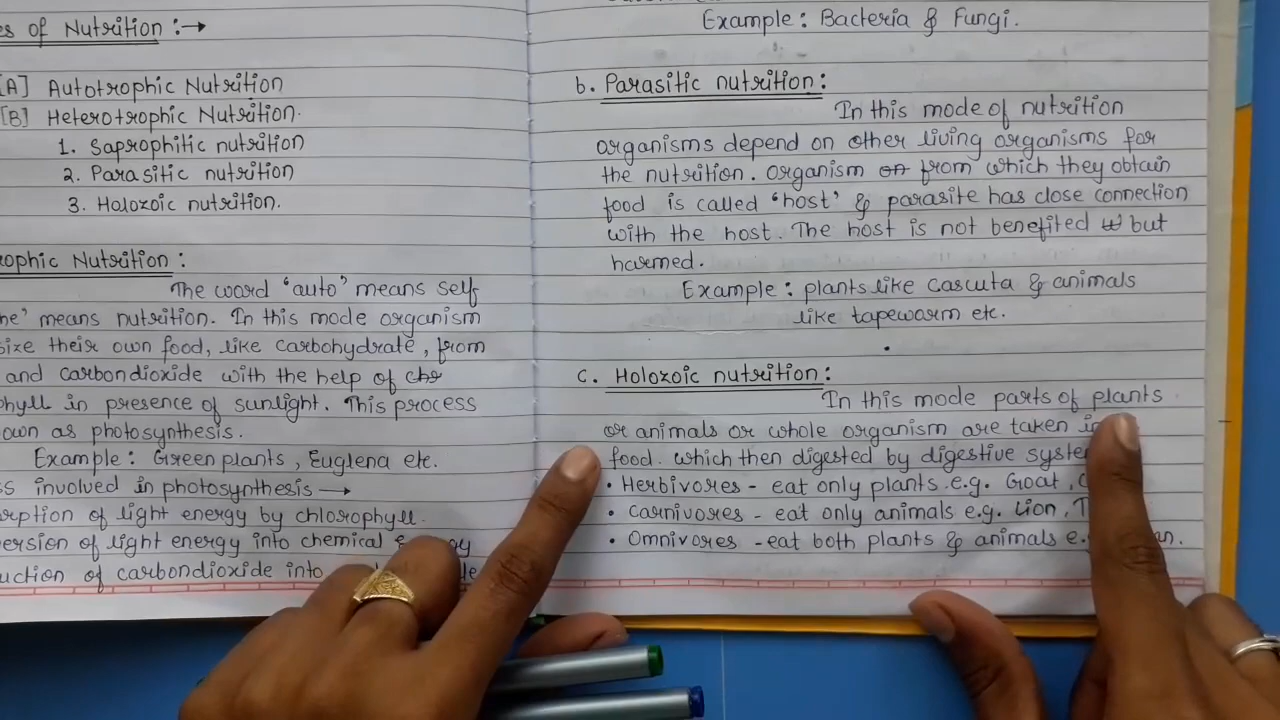 es of Nutrition :→
[A] Autotrophic Nutrition
[B] Heterotrophic Nutrition.
1. Saprophitic nutrition
2. Parasitic nutrition
3. Holozoic nutrition.
ophic Nutrition :
The word 'auto' means self
he' means nutrition. In this mode organism
size their own food, like carbohydrate, from
and carbondioxide with the help of
phyll in presence of sunlight. This process
own as photosynthesis.
Example : Green plants, Euglena etc.
ss involved in photosynthesis →
rption of light energy by chlorophyll.
ersion of light energy into chemical
uction of carbondioxide into
Example : Bacteria & Fungi.
b. Parasitic nutrition :
In this mode of nutrition
organisms depend on other living organisms for
the nutrition. Organism from which they obtain
food is called 'host' & parasite has close connection
with the host. The host is not benefited but
harmed.
Example : plants like cascuta & animals
like tapeworm etc.
c. Holozoic nutrition :
In this mode parts of plants
or animals or whole organism are taken
food. which then digested by digestive
• Herbivores - eat only plants e.g. Goat,
• Carnivores - eat only animals e.g. Lion,
• Omnivores - eat both plants & animals